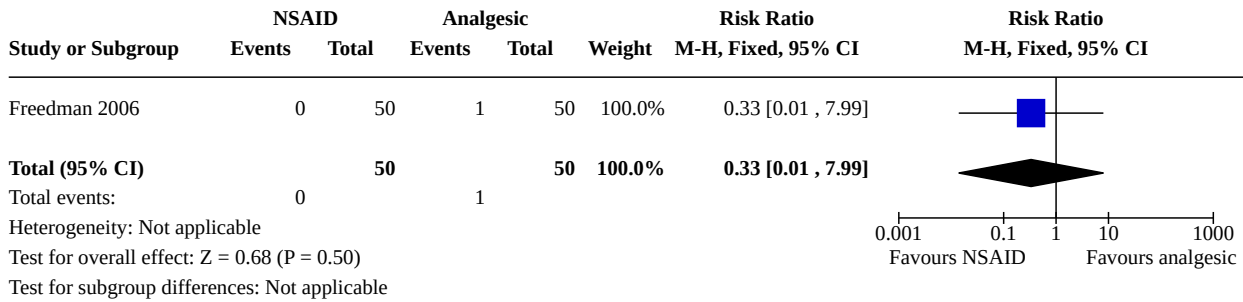 NSAID Analgesic Risk Ratio Risk Ratio
Study or Subgroup Events Total Events Total Weight M-H, Fixed, 95% CI M-H, Fixed, 95% CI
Freedman 2006 0 50 1 50 100.0% 0.33 [0.01 , 7.99]
Total (95% CI) 50 50 100.0% 0.33 [0.01 , 7.99]
Total events: 0 1
Heterogeneity: Not applicable
0.001 0.1 1 10 1000
Test for overall effect: Z = 0.68 (P = 0.50) Favours NSAID Favours analgesic
Test for subgroup differences: Not applicable